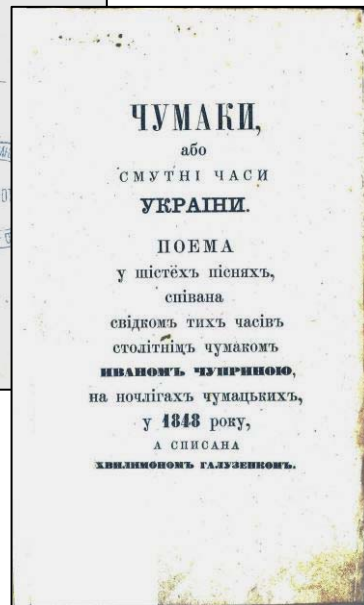 ЧУМАКИ,
або
СМУТНІ ЧАСИ
УКРАІНИ.
ПОЕМА
у шістёхъ пісняхъ,
співана
свідкомъ тихъ часівъ
столітнімъ чумакомъ
ИВАНОМЪ ЧУПРИНОЮ,
на ночлігахъ чумацькихъ,
у 1848 року,
А СПИСАНА
ХВИЛИМОНОМЪ ГАЛУЗЕНКОМЪ.